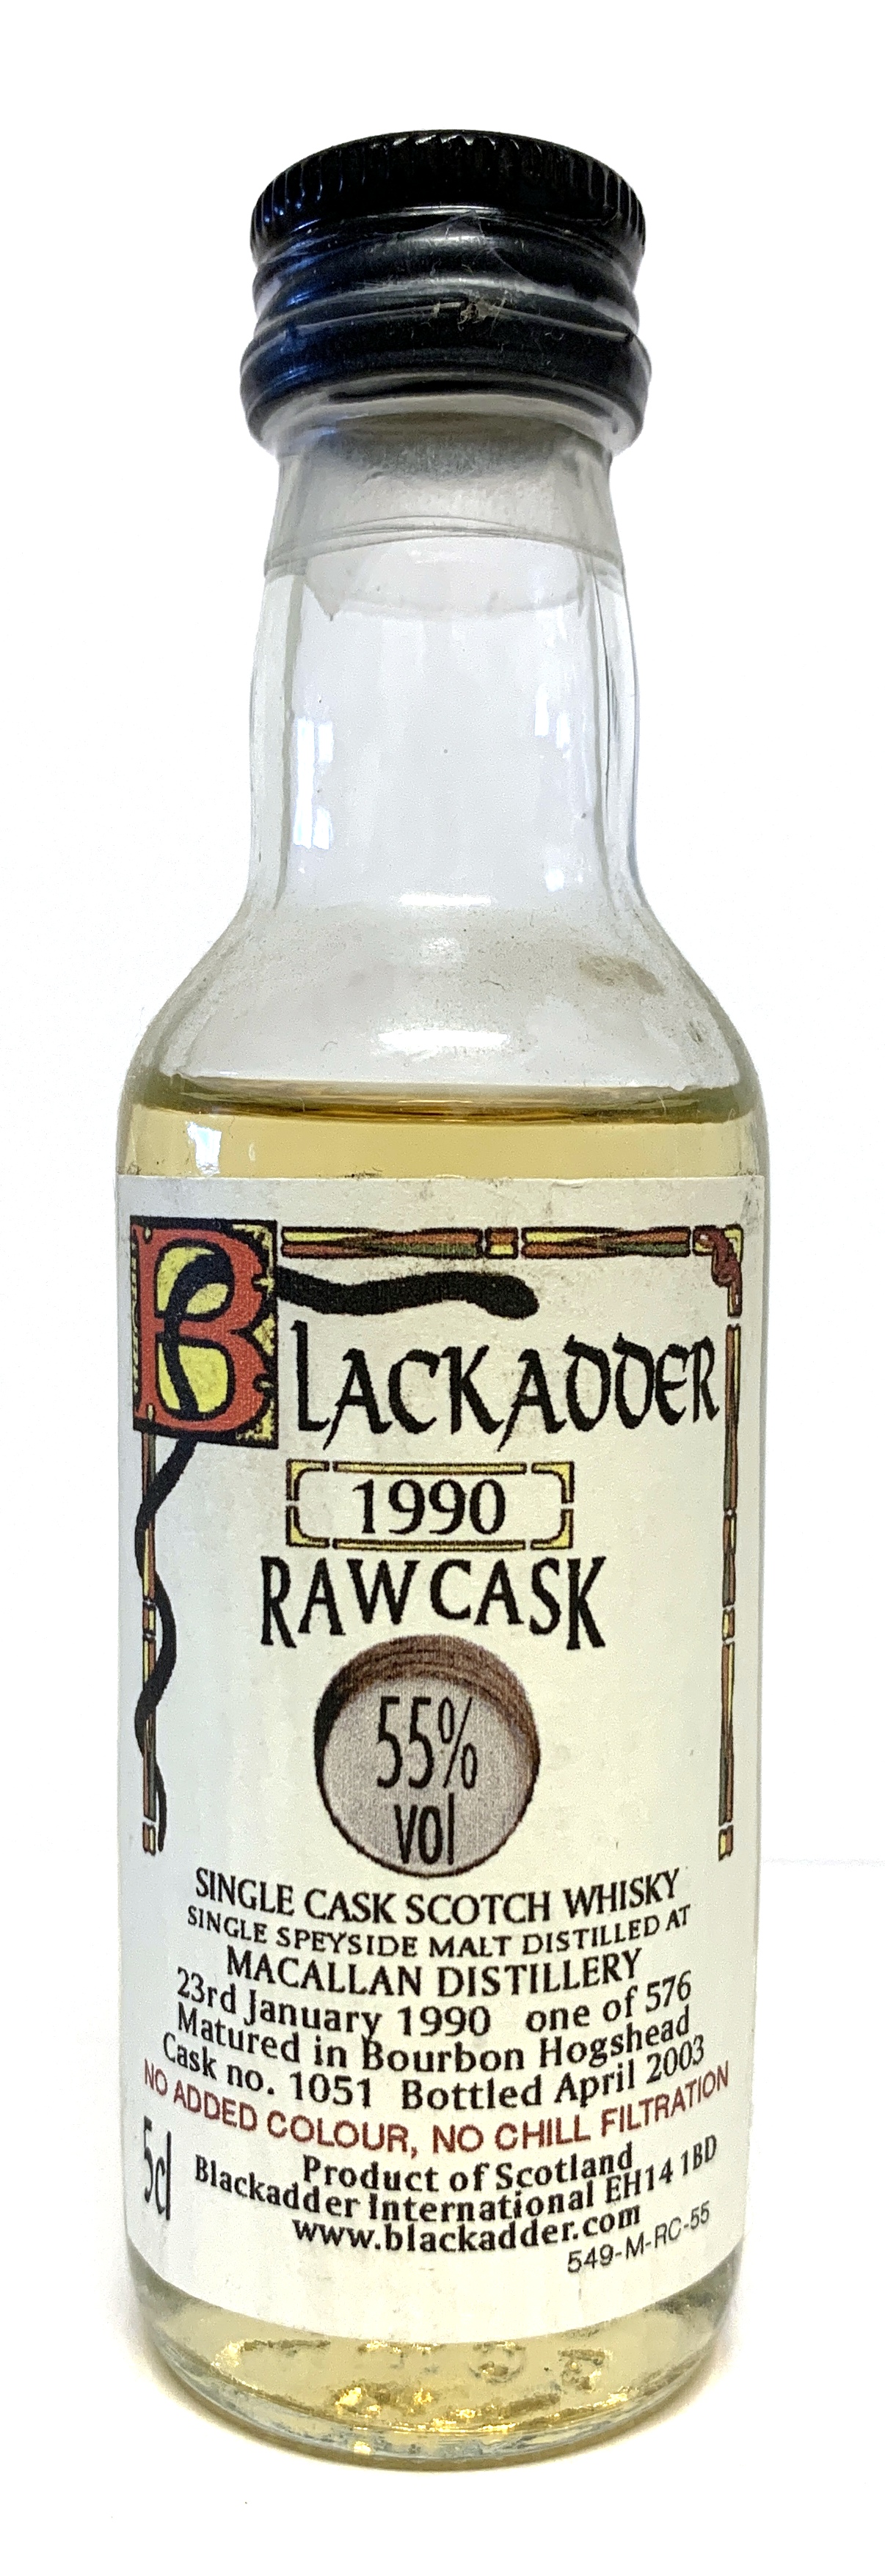 BLACKADDER
1990
RAW CASK
55%
vol
SINGLE CASK SCOTCH WHISKY
SINGLE SPEYSIDE MALT DISTILLED AT
MACALLAN DISTILLERY
23rd January 1990 one of 576
Matured in Bourbon Hogshead
Cask no. 1051 Bottled April 2003
NO ADDED COLOUR, NO CHILL FILTRATION
5cl
Product of Scotland
Blackadder International EH14 1BD
www.blackadder.com
549-M-RC-55